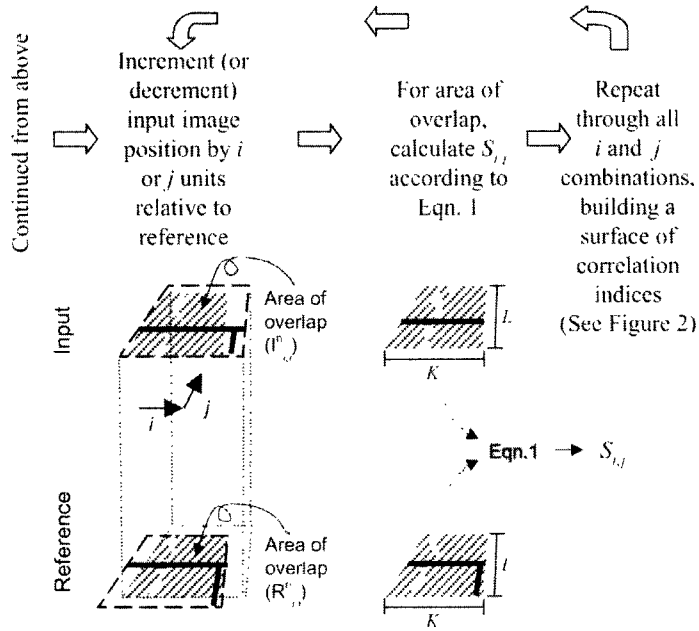 Continued from above
Increment (or
decrement)
input image
position by i
or j units
relative to
reference
For area of
overlap,
calculate S i,j
according to
Eqn. 1
Repeat
through all
i and j
combinations,
building a
surface of
correlation
indices
(See Figure 2)
Input
Area of
overlap
L
K
i
j
Eqn.1
S i,j
Reference
Area of
overlap
K